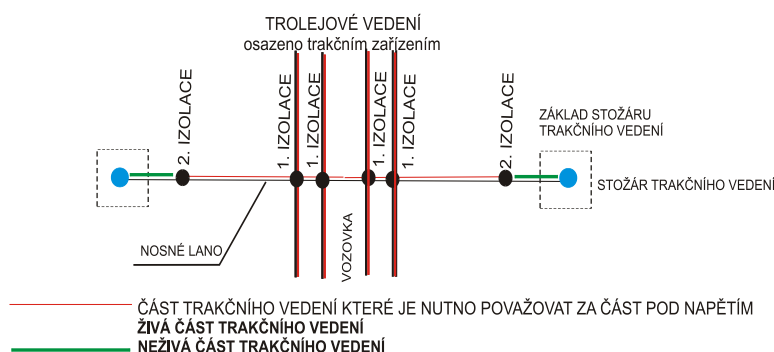 TROLEJOVÉ VEDENÍ
osazeno trakčním zařízením
2. IZOLACE
1. IZOLACE
1. IZOLACE
1. IZOLACE
1. IZOLACE
2. IZOLACE
ZÁKLAD STOŽÁRU
TRAKČNÍHO VEDENÍ
STOŽÁR TRAKČNÍHO VEDENÍ
NOSNÉ LANO
VOZOVKA
ČÁST TRAKČNÍHO VEDENÍ KTERÉ JE NUTNO POVAŽOVAT ZA ČÁST POD NAPĚTÍM
ŽIVÁ ČÁST TRAKČNÍHO VEDENÍ
NEŽIVÁ ČÁST TRAKČNÍHO VEDENÍ